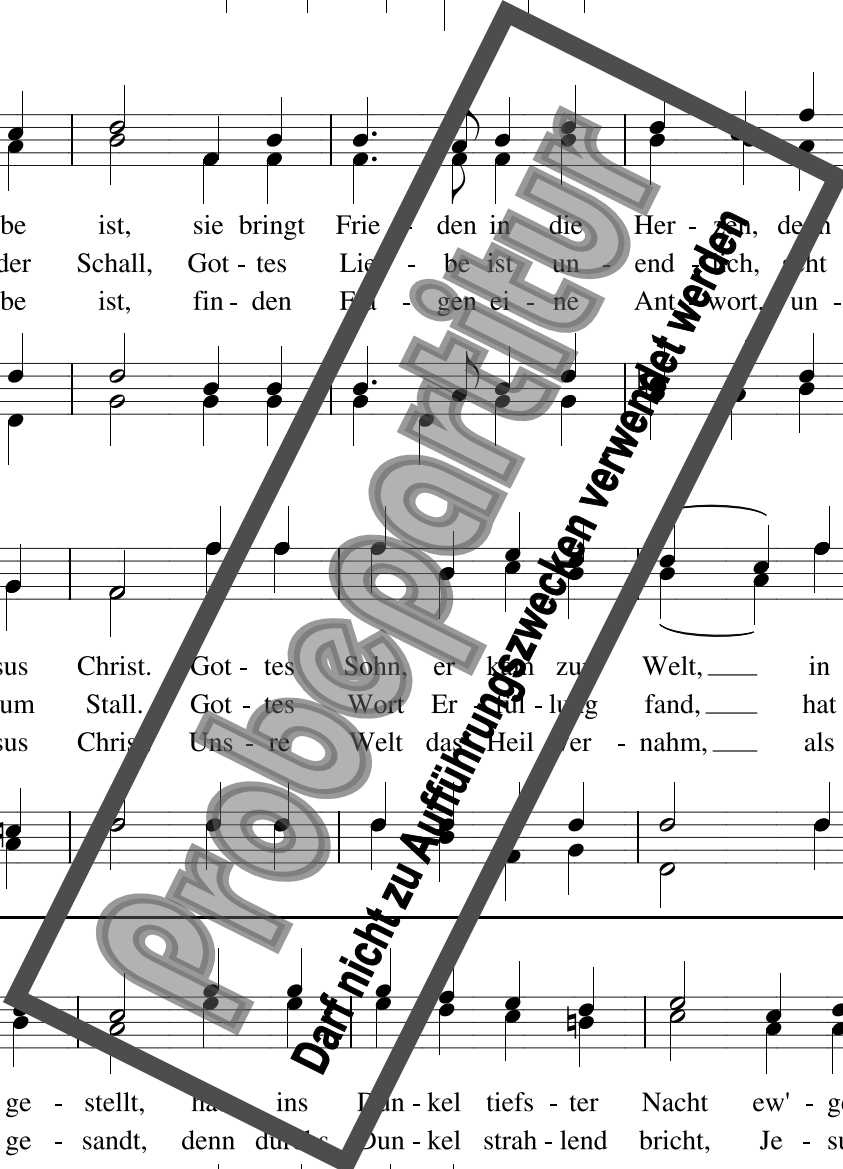 be ist, sie bringt Frie - den in die Her - zen, denn
der Schall, Got - tes Lie - be ist un - end - lich, geht
be ist, fin - den Fra - gen ei - ne Ant - wort. un -
sus Christ. Got - tes Sohn, er kam zur Welt, in
um Stall. Got - tes Wort Er - fül - lung fand, hat
sus Christ. Uns - re Welt das Heil ver - nahm, als
ge - stellt, hat ins Dun - kel tiefs - ter Nacht ew' - ge
ge - sandt, denn durchs Dun - kel strah - lend bricht, Je - su
Probepartitur
Darf nicht zu Aufführungszwecken verwendet werden